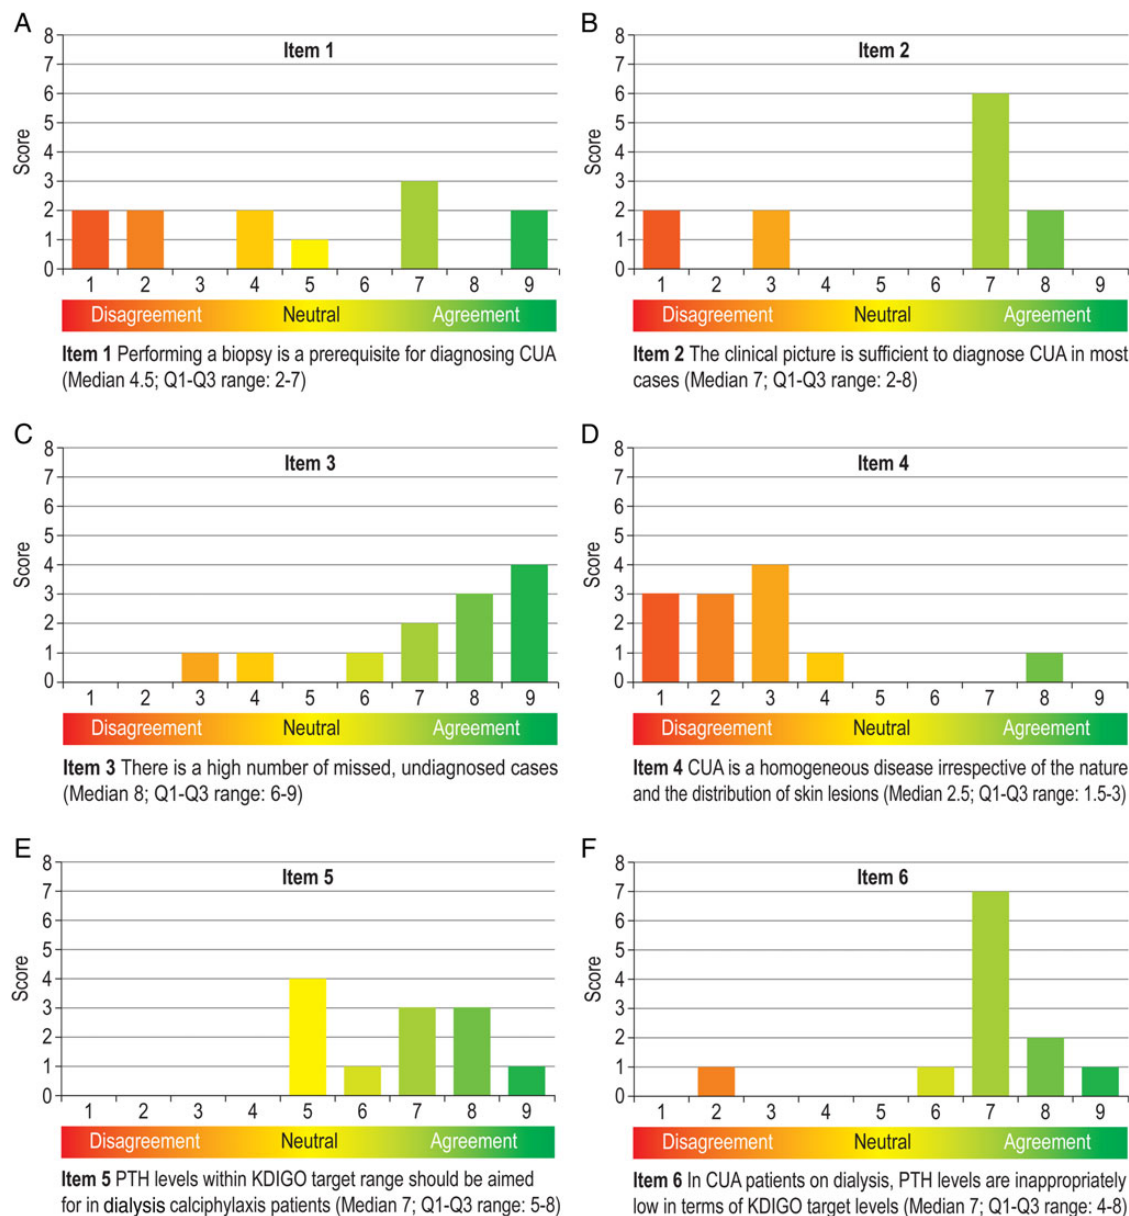 A
Item 1
8
7
6
5
4
3
2
1
0
Score
1 2 3 4 5 6 7 8 9
Disagreement Neutral Agreement
Item 1 Performing a biopsy is a prerequisite for diagnosing CUA
(Median 4.5; Q1-Q3 range: 2-7)
B
Item 2
8
7
6
5
4
3
2
1
0
Score
1 2 3 4 5 6 7 8 9
Disagreement Neutral Agreement
Item 2 The clinical picture is sufficient to diagnose CUA in most
cases (Median 7; Q1-Q3 range: 2-8)
C
Item 3
8
7
6
5
4
3
2
1
0
Score
1 2 3 4 5 6 7 8 9
Disagreement Neutral Agreement
Item 3 There is a high number of missed, undiagnosed cases
(Median 8; Q1-Q3 range: 6-9)
D
Item 4
8
7
6
5
4
3
2
1
0
Score
1 2 3 4 5 6 7 8 9
Disagreement Neutral Agreement
Item 4 CUA is a homogeneous disease irrespective of the nature
and the distribution of skin lesions (Median 2.5; Q1-Q3 range: 1.5-3)
E
Item 5
8
7
6
5
4
3
2
1
0
Score
1 2 3 4 5 6 7 8 9
Disagreement Neutral Agreement
Item 5 PTH levels within KDIGO target range should be aimed
for in dialysis calciphylaxis patients (Median 7; Q1-Q3 range: 5-8)
F
Item 6
8
7
6
5
4
3
2
1
0
Score
1 2 3 4 5 6 7 8 9
Disagreement Neutral Agreement
Item 6 In CUA patients on dialysis, PTH levels are inappropriately
low in terms of KDIGO target levels (Median 7; Q1-Q3 range: 4-8)